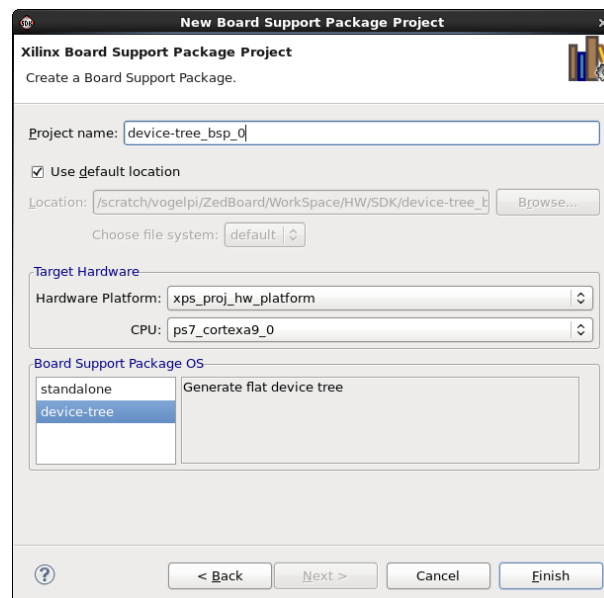 New Board Support Package Project
Xilinx Board Support Package Project
Create a Board Support Package.
Project name: device-tree_bsp_0
Use default location
Location: /scratch/vogelpi/ZedBoard/WorkSpace/HW/SDK/device-tree_b Browse...
Choose file system: default
Target Hardware
Hardware Platform: xps_proj_hw_platform
CPU: ps7_cortexa9_0
Board Support Package OS
standalone Generate flat device tree
device-tree
< Back Next > Cancel Finish